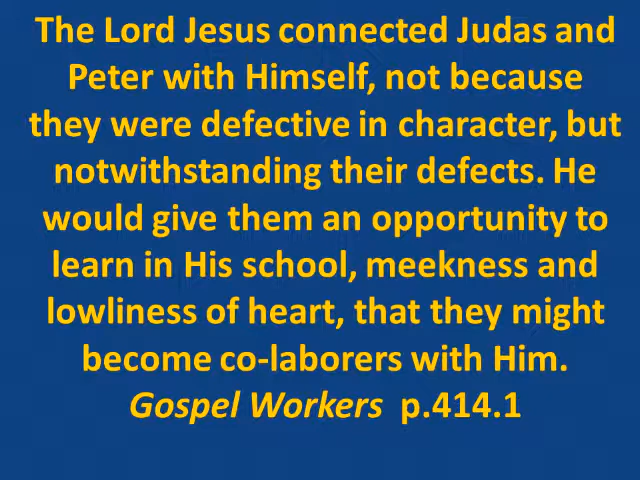 The Lord Jesus connected Judas and
Peter with Himself, not because
they were defective in character, but
notwithstanding their defects. He
would give them an opportunity to
learn in His school, meekness and
lowliness of heart, that they might
become co-laborers with Him.
Gospel Workers p.414.1